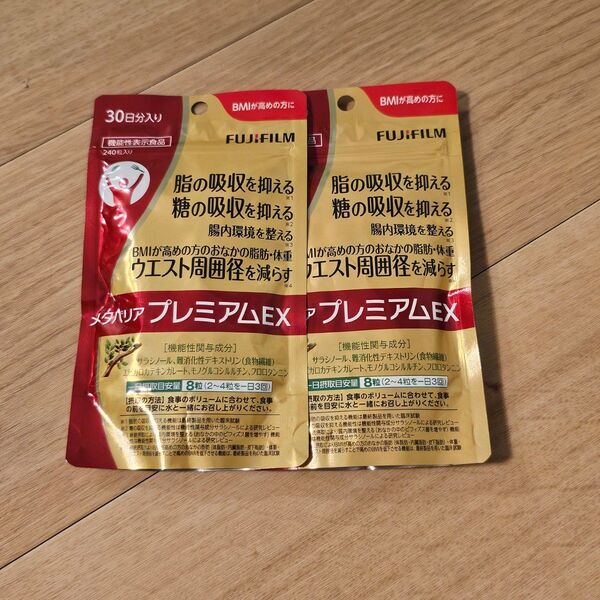 30日分入り
機能性表示食品
240粒入り
BMIが高めの方に
FUJIFILM
脂の吸収を抑える※1
糖の吸収を抑える※2
腸内環境を整える※3
BMIが高めの方のおなかの脂肪・体重
ウエスト周囲径を減らす※4
メタバリア プレミアムEX
[機能性関与成分]
サラシノール、難消化性デキストリン(食物繊維)
エピガロカテキンガレート、モノグルコシルルチン、フロロタンニン
一日摂取目安量 8粒(2~4粒を一日3回)
【摂取の方法】食事のボリュームに合わせて、食事
の前を目安に水と一緒にお召し上がりください。
BMIが高めの方に
FUJIFILM
脂の吸収を抑える※1
糖の吸収を抑える※2
腸内環境を整える※3
高めの方のおなかの脂肪・体重
エスト周囲径を減らす※4
ア プレミアムEX
[機能性関与成分]
ラシノール、難消化性デキストリン(食物繊維)
ガロカテキンガレート、モノグルコシルルチン、フロロタンニン
日摂取目安量 8粒(2~4粒を一日3回)
取の方法】食事のボリュームに合わせて、食事
前を目安に水と一緒にお召し上がりください。